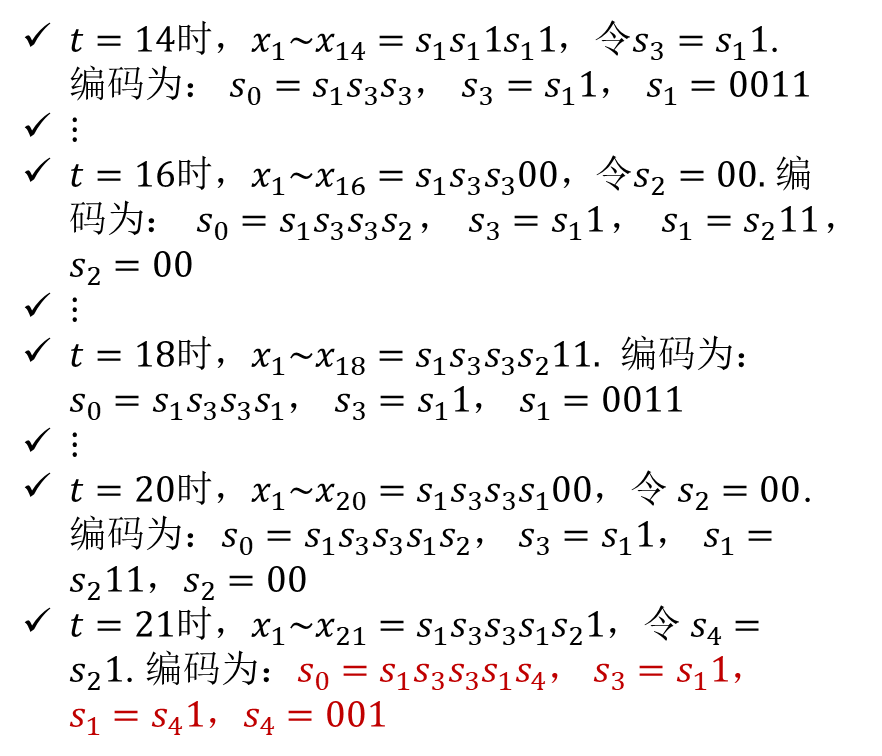 ✓ t = 14时，x₁~x₁₄ = s₁s₁1s₁1，令s₃ = s₁1.
编码为： s₀ = s₁s₃s₃， s₃ = s₁1， s₁ = 0011
✓ ⋮
✓ t = 16时，x₁~x₁₆ = s₁s₃s₃00，令s₂ = 00. 编
码为： s₀ = s₁s₃s₃s₂， s₃ = s₁1， s₁ = s₂11，
s₂ = 00
✓ ⋮
✓ t = 18时，x₁~x₁₈ = s₁s₃s₃s₂11. 编码为：
s₀ = s₁s₃s₃s₁， s₃ = s₁1， s₁ = 0011
✓ ⋮
✓ t = 20时，x₁~x₂₀ = s₁s₃s₃s₁00，令 s₂ = 00.
编码为：s₀ = s₁s₃s₃s₁s₂， s₃ = s₁1， s₁ =
s₂11，s₂ = 00
✓ t = 21时，x₁~x₂₁ = s₁s₃s₃s₁s₂1，令 s₄ =
s₂1. 编码为：s₀ = s₁s₃s₃s₁s₄， s₃ = s₁1，
s₁ = s₄1，s₄ = 001